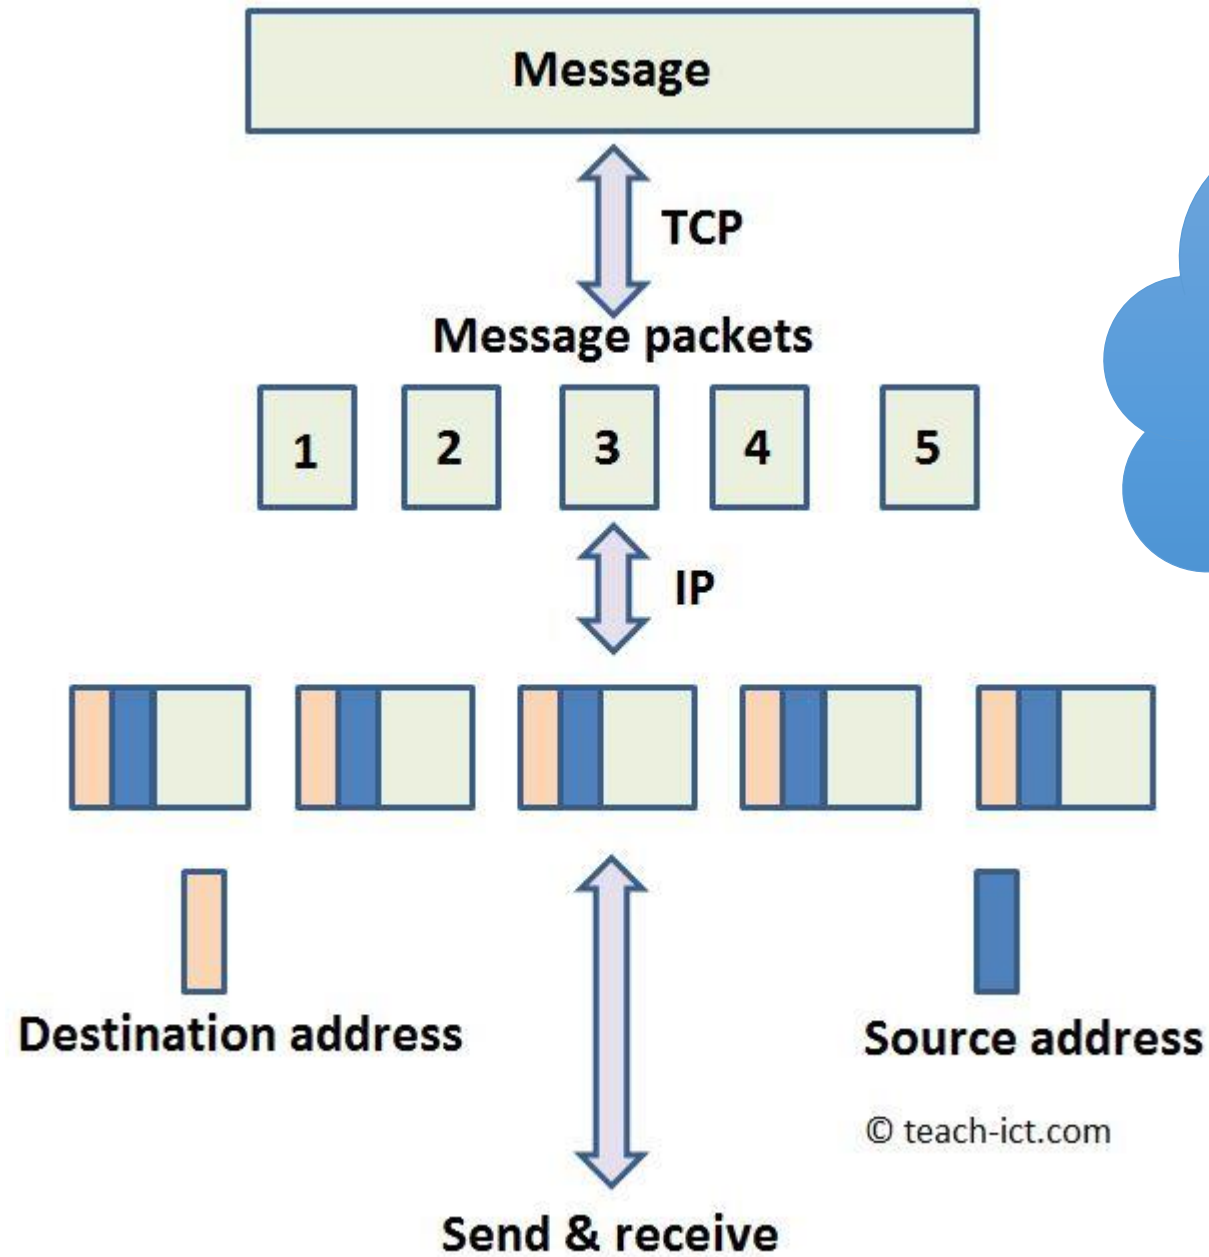 Message
TCP
Message packets
1 2 3 4 5
IP
Destination address
Source address
© teach-ict.com
Send & receive